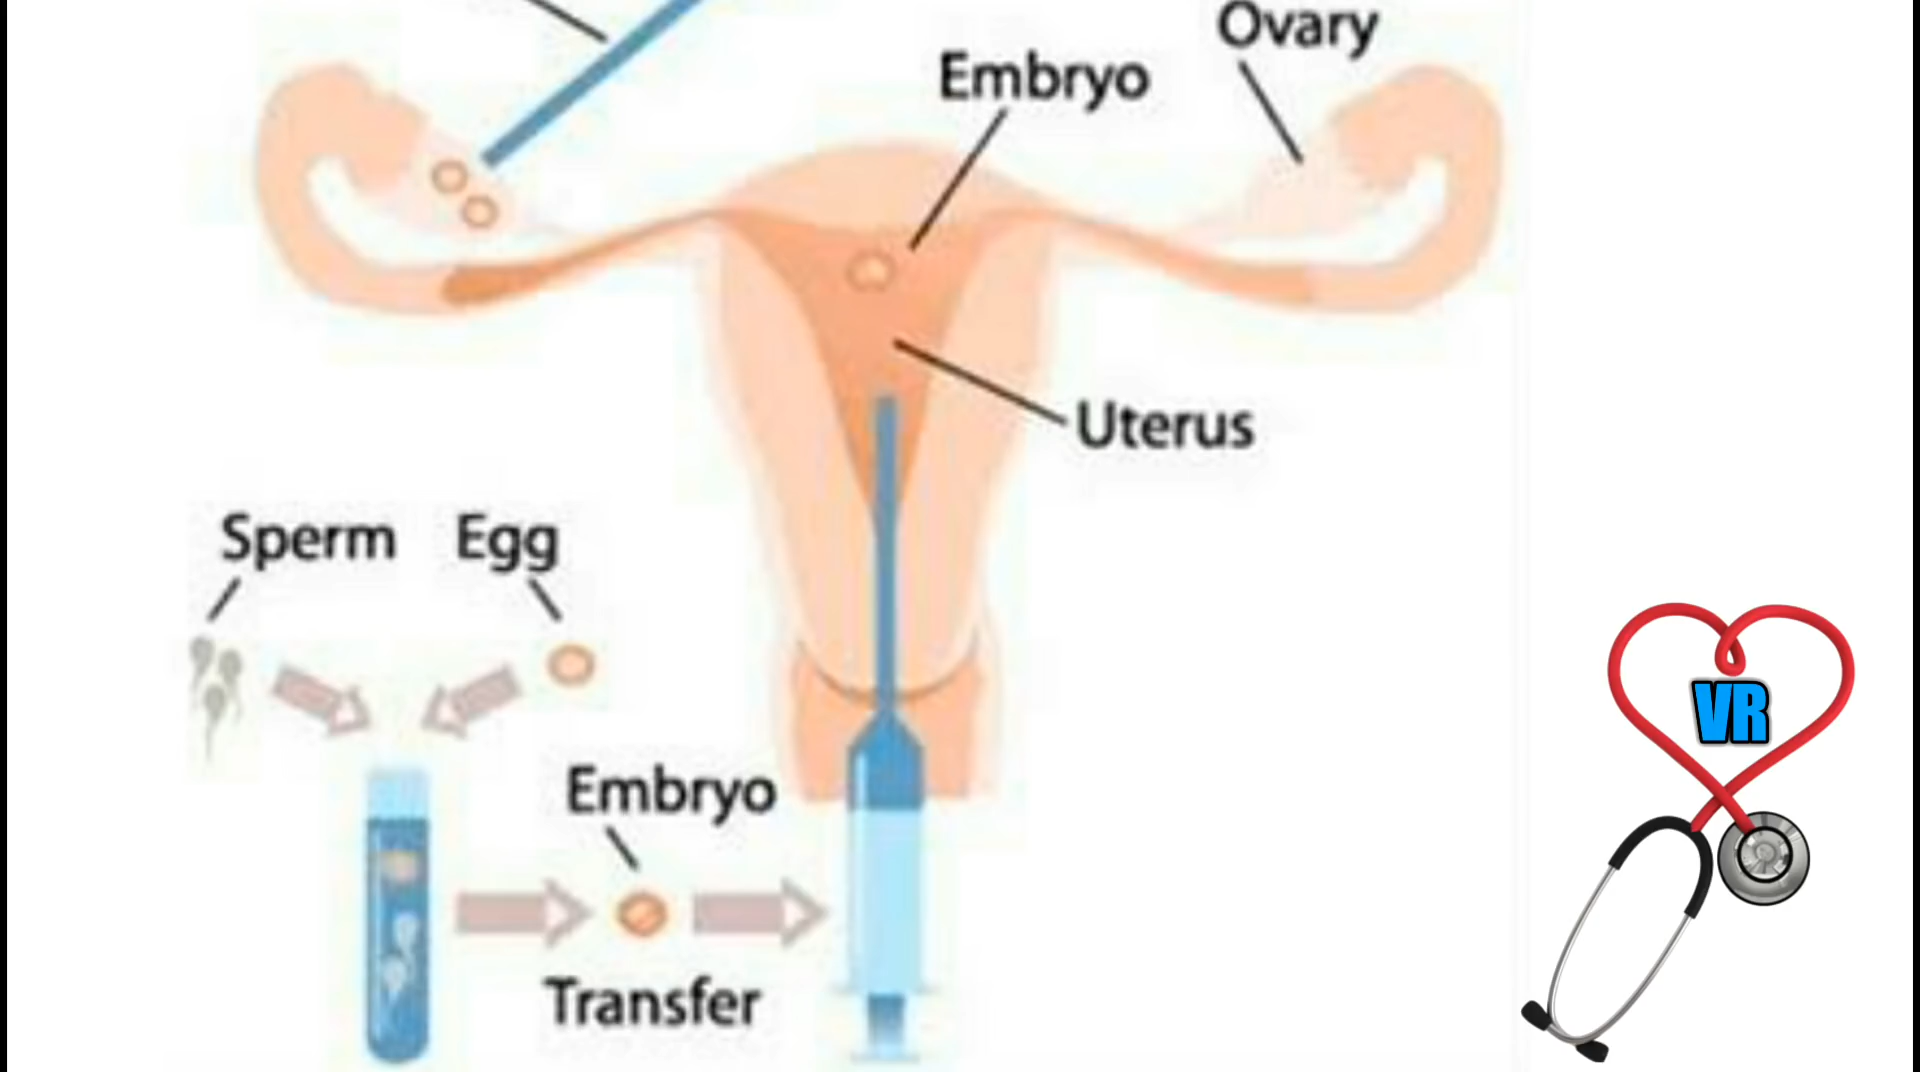 Ovary
Embryo
Uterus
Sperm Egg
Embryo
Transfer
VR